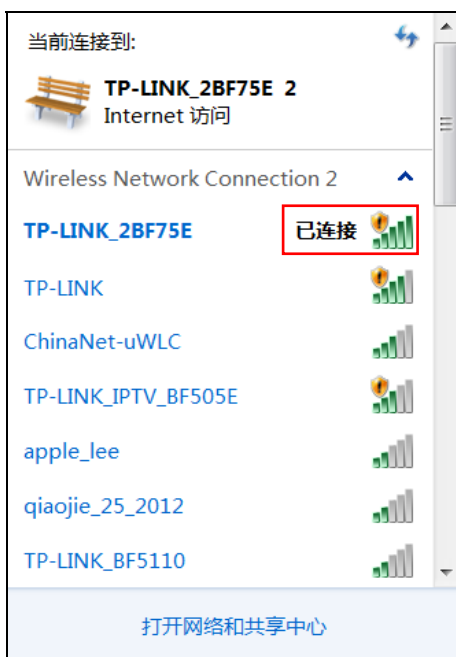 当前连接到:
TP-LINK_2BF75E 2
Internet 访问
Wireless Network Connection 2
TP-LINK_2BF75E 已连接
TP-LINK
ChinaNet-uWLC
TP-LINK_IPTV_BF505E
apple_lee
qiaojie_25_2012
TP-LINK_BF5110
打开网络和共享中心